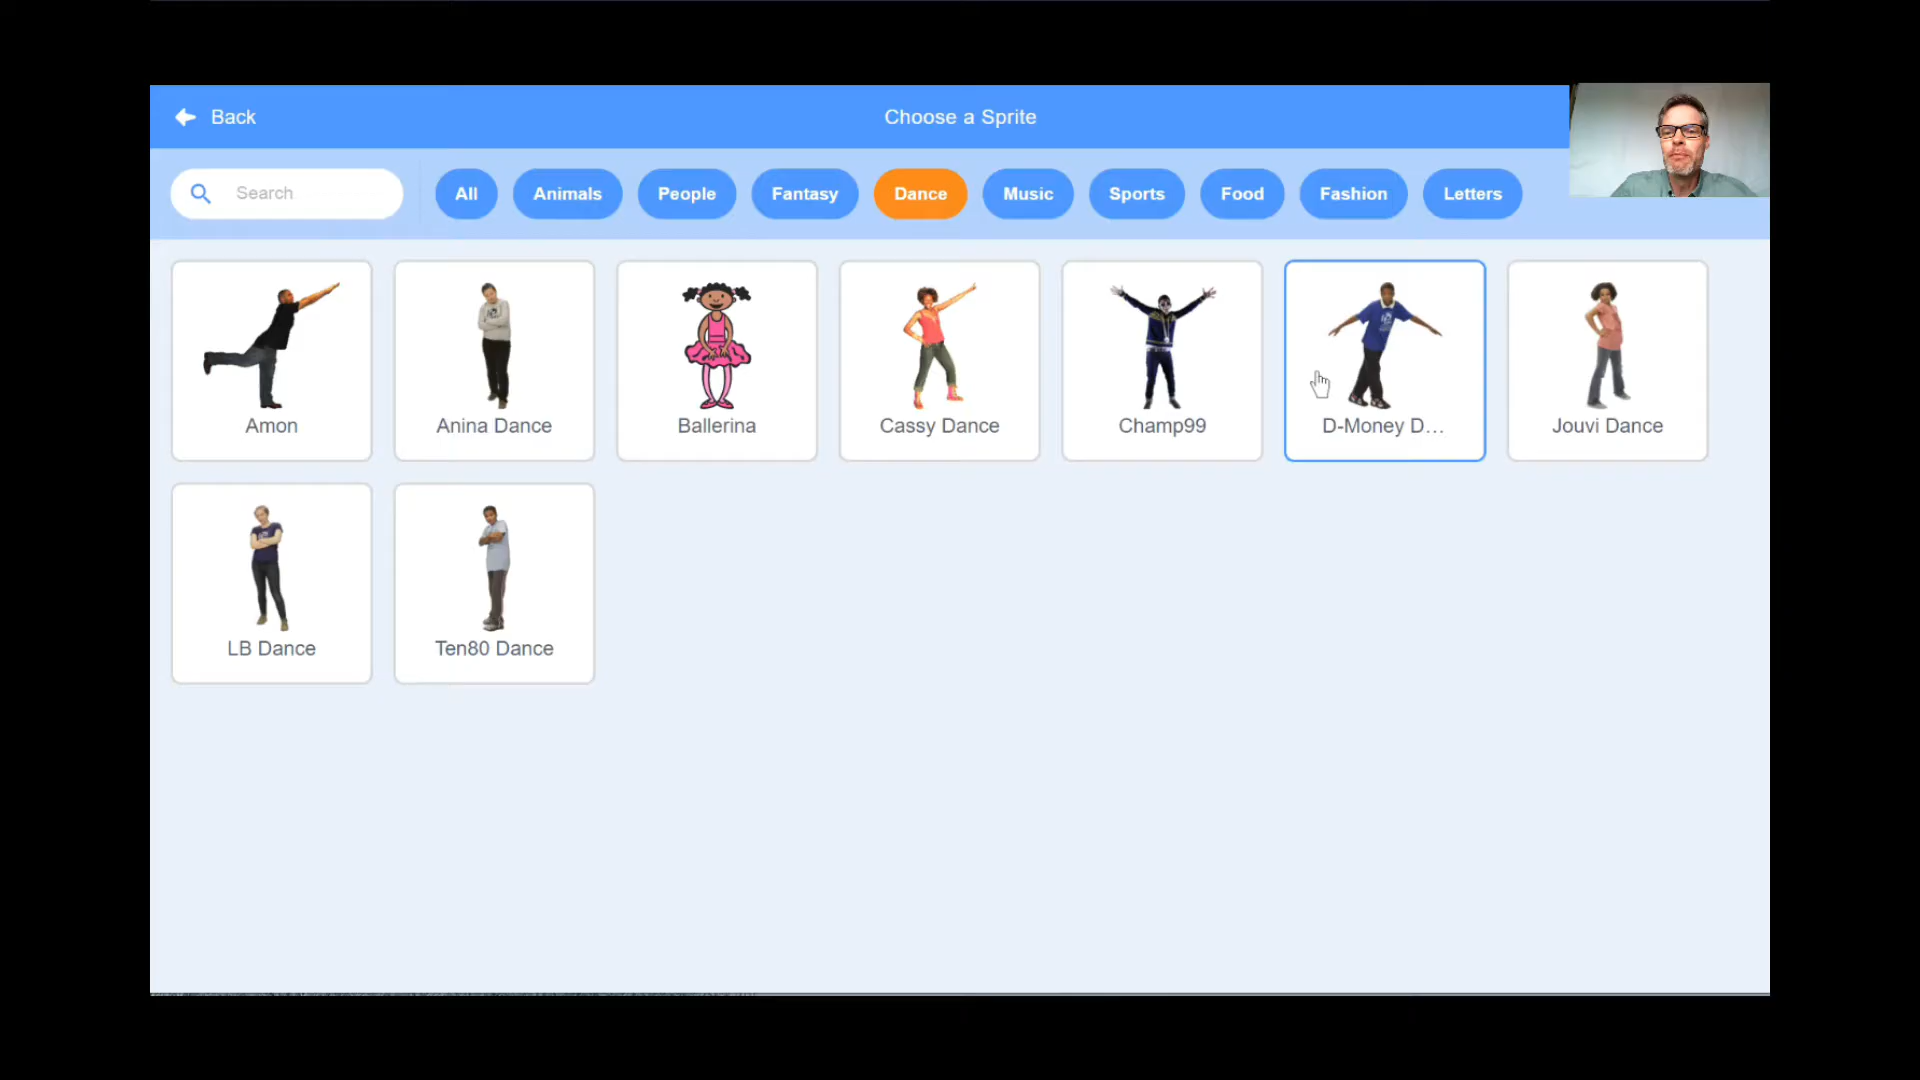 Back
Choose a Sprite
Search
All
Animals
People
Fantasy
Dance
Music
Sports
Food
Fashion
Letters
Amon
Anina Dance
Ballerina
Cassy Dance
Champ99
D-Money D...
Jouvi Dance
LB Dance
Ten80 Dance